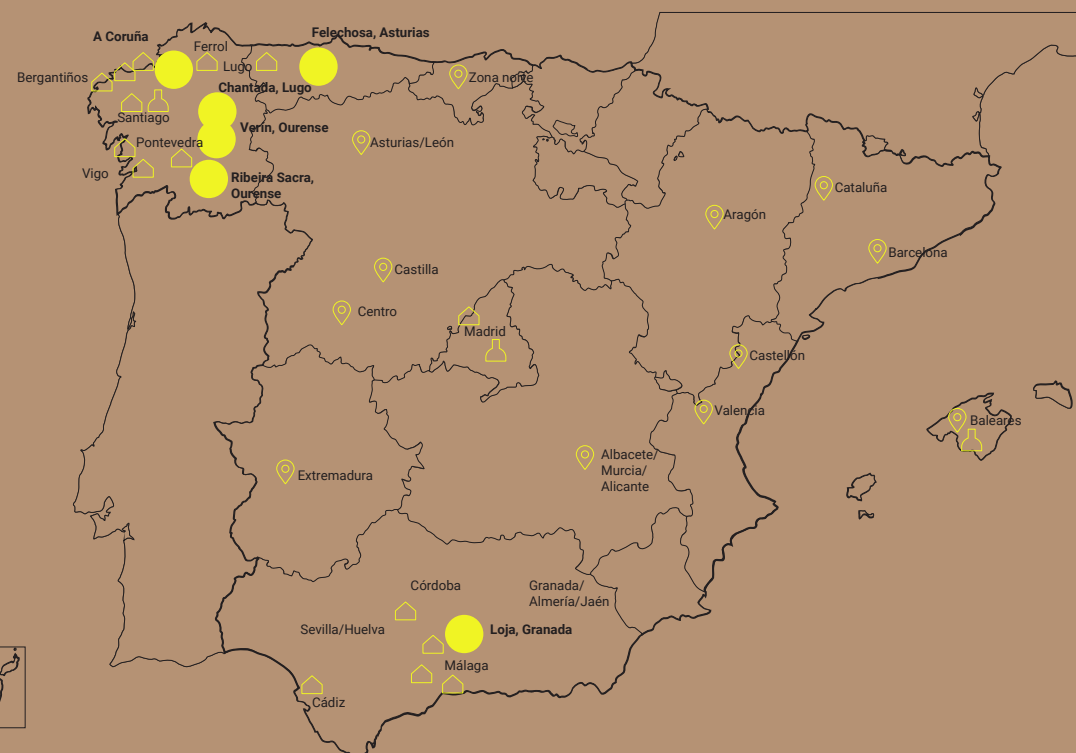 Felechosa, Asturias
A Coruña
Ferrol
Lugo
Bergantiños
Zona norte
Chantada, Lugo
Santiago
Verín, Ourense
Pontevedra
Asturias/León
Vigo
Ribeira Sacra,
Ourense
Cataluña
Aragón
Barcelona
Castilla
Centro
Madrid
Castellón
Valencia
Baleares
Albacete/
Murcia/
Alicante
Extremadura
Córdoba
Granada/
Almería/Jaén
Sevilla/Huelva
Loja, Granada
Málaga
Cádiz